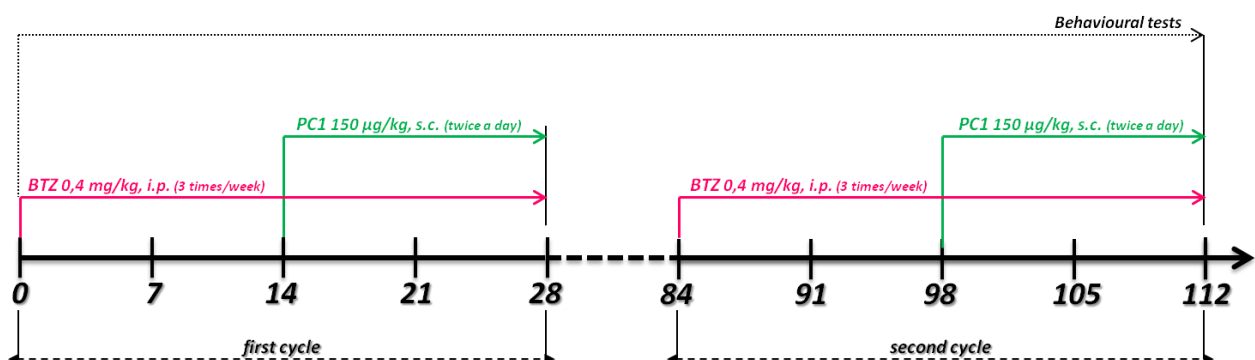 Behavioural tests
PC1 150 µg/kg, s.c. (twice a day)
PC1 150 µg/kg, s.c. (twice a day)
BTZ 0,4 mg/kg, i.p. (3 times/week)
BTZ 0,4 mg/kg, i.p. (3 times/week)
0 7 14 21 28 84 91 98 105 112
first cycle
second cycle